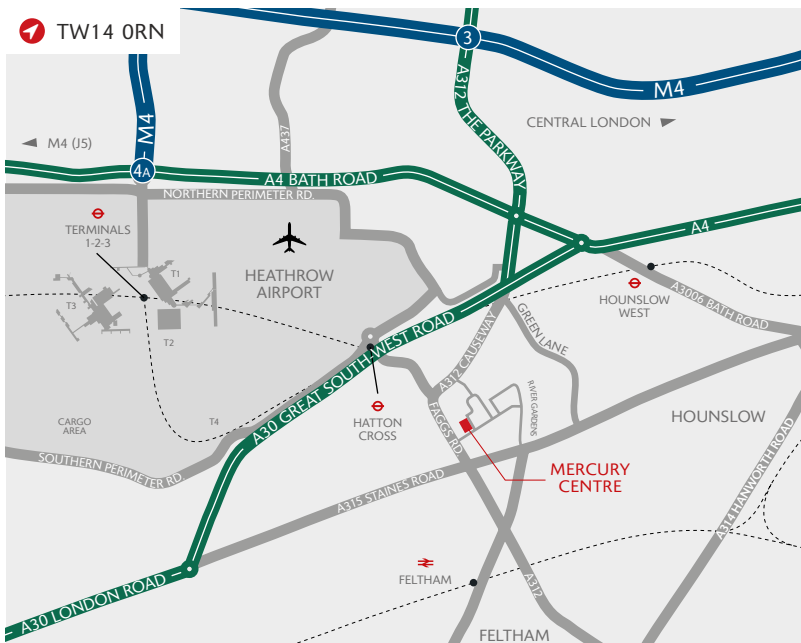 TW14 0RN
3
M4
A312 THE PARKWAY
CENTRAL LONDON
M4
M4 (J5)
A437
4A
A4 BATH ROAD
NORTHERN PERIMETER RD.
A4
TERMINALS
1-2-3
T1
T3
T2
HEATHROW
AIRPORT
HOUNSLOW
WEST
A3006 BATH ROAD
GREEN LANE
A312 CAUSEWAY
A30 GREAT SOUTH-WEST ROAD
RIVER GARDENS
FAGGS RD
HATTON
CROSS
CARGO
AREA
T4
HOUNSLOW
SOUTHERN PERIMETER RD
MERCURY
CENTRE
A315 STAINES ROAD
A314 HANWORTH ROAD
FELTHAM
A312
A30 LONDON ROAD
FELTHAM